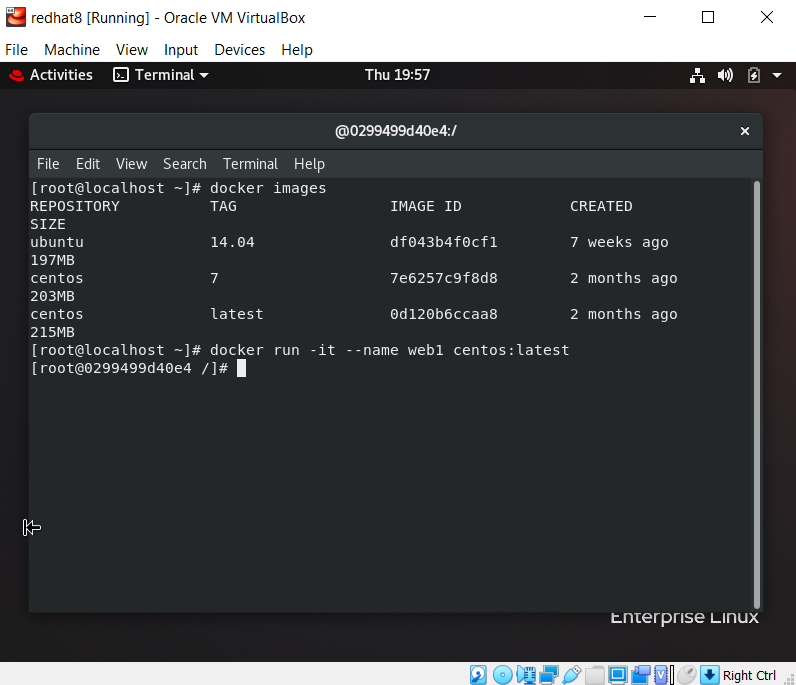 redhat8 [Running] - Oracle VM VirtualBox
File Machine View Input Devices Help
Activities Terminal Thu 19:57
@0299499d40e4:/
File Edit View Search Terminal Help
[root@localhost ~]# docker images
REPOSITORY TAG IMAGE ID CREATED
SIZE
ubuntu 14.04 df043b4f0cf1 7 weeks ago
197MB
centos 7 7e6257c9f8d8 2 months ago
203MB
centos latest 0d120b6ccaa8 2 months ago
215MB
[root@localhost ~]# docker run -it --name web1 centos:latest
[root@0299499d40e4 /]#
Enterprise Linux
Right Ctrl